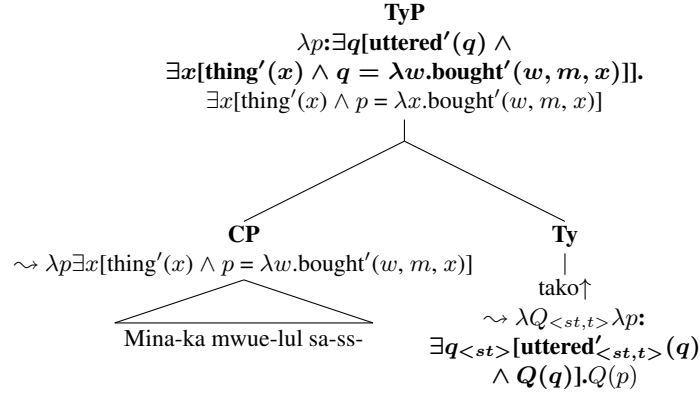 TyP
λp:∃q[uttered′(q) ∧
∃x[thing′(x) ∧ q = λw.bought′(w, m, x)]].
∃x[thing′(x) ∧ p = λx.bought′(w, m, x)]
CP
⤳ λp∃x[thing′(x) ∧ p = λw.bought′(w, m, x)]
Mina-ka mwue-lul sa-ss-
Ty
tako↑
⤳ λQ<st,t>λp:
∃q<st>[uttered′<st,t>(q)
∧ Q(q)].Q(p)